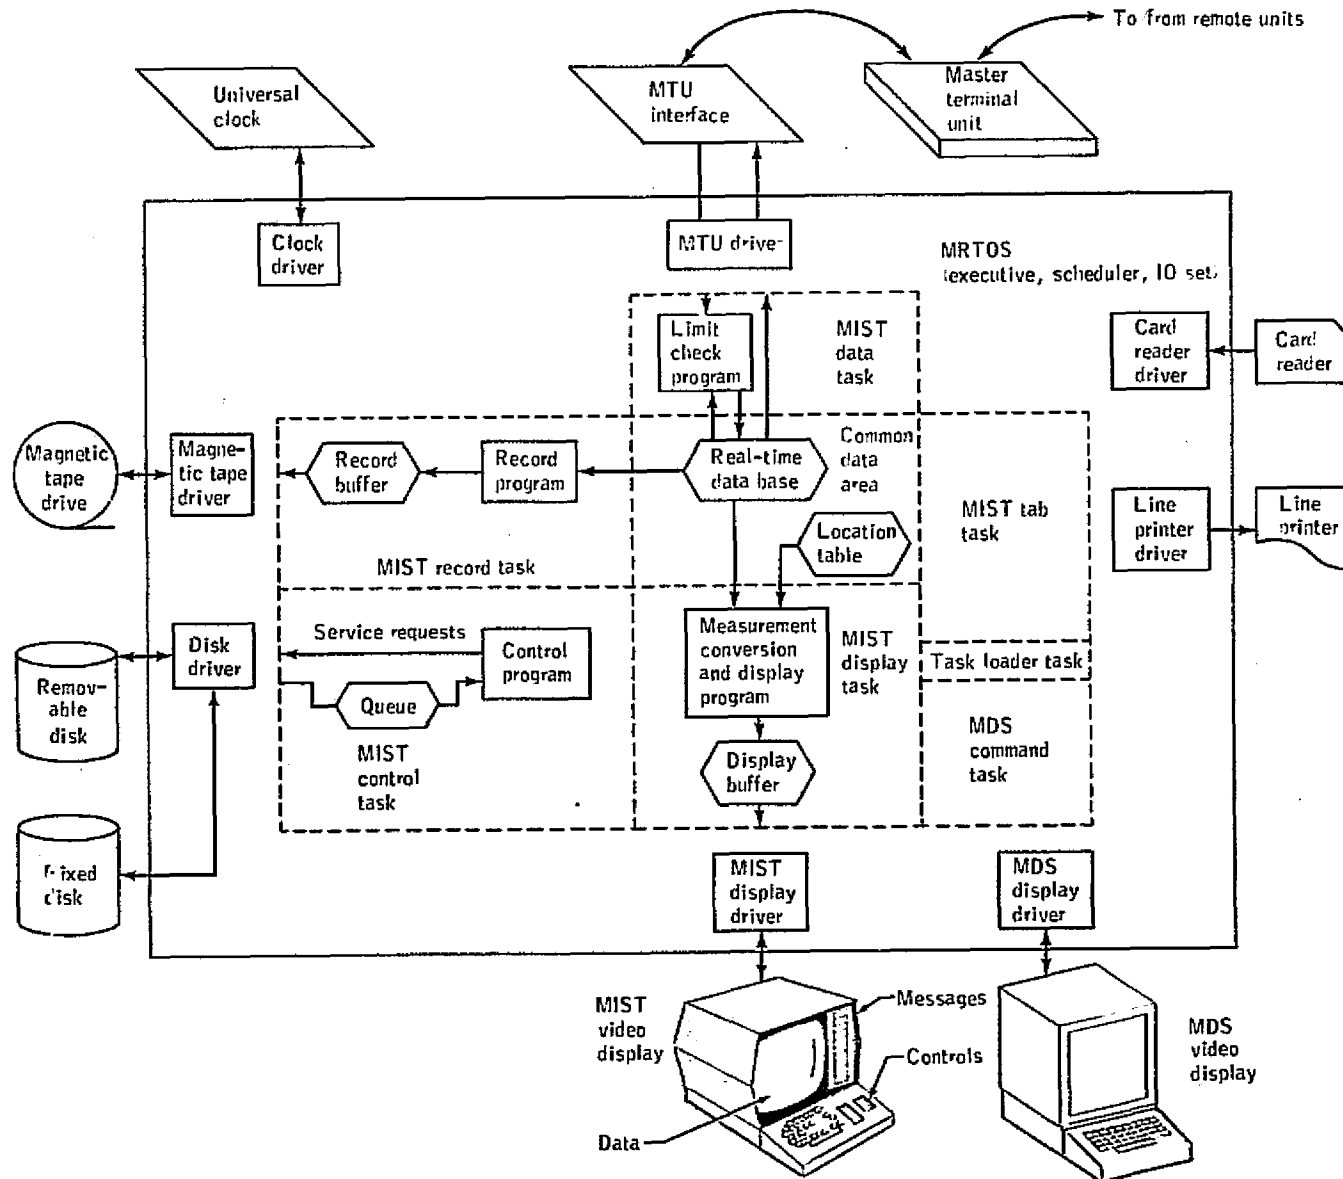 To from remote units
Universal
clock
MTU
interface
Master
terminal
unit
Clock
driver
MTU drive-
MRTOS
(executive, scheduler, IO set)
Limit
check
program
MIST
data
task
Card
reader
driver
Card
reader
Magnetic
tape
drive
Magne-
tic tape
driver
Record
buffer
Record
program
Real-time
data base
Common
data
area
MIST tab
task
Line
printer
driver
Line
printer
Location
table
MIST record task
Service requests
Control
program
Queue
MIST
control
task
Disk
driver
Remov-
able
disk
Fixed
disk
Measurement
conversion
and display
program
MIST
display
task
Task loader task
MDS
command
task
Display
buffer
MIST
display
driver
MDS
display
driver
MIST
video
display
Messages
Controls
Data
MDS
video
display